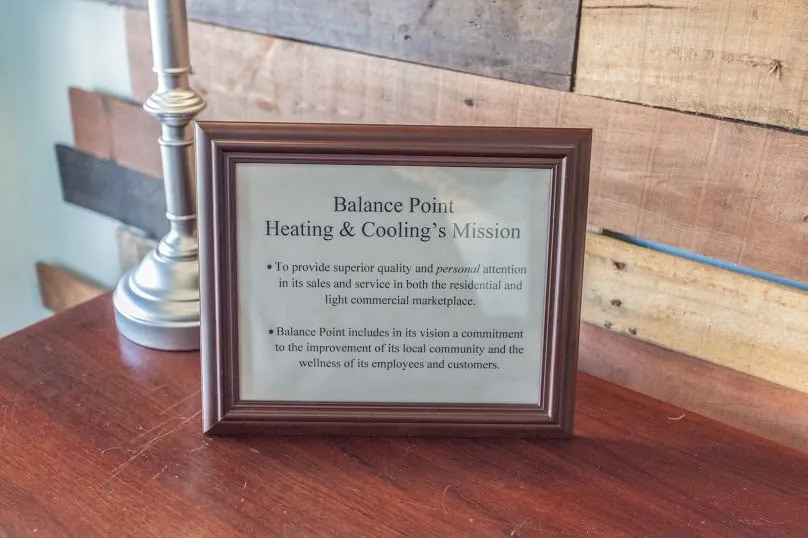 Balance Point
Heating & Cooling's Mission
• To provide superior quality and personal attention
in its sales and service in both the residential and
light commercial marketplace.
• Balance Point includes in its vision a commitment
to the improvement of its local community and the
wellness of its employees and customers.